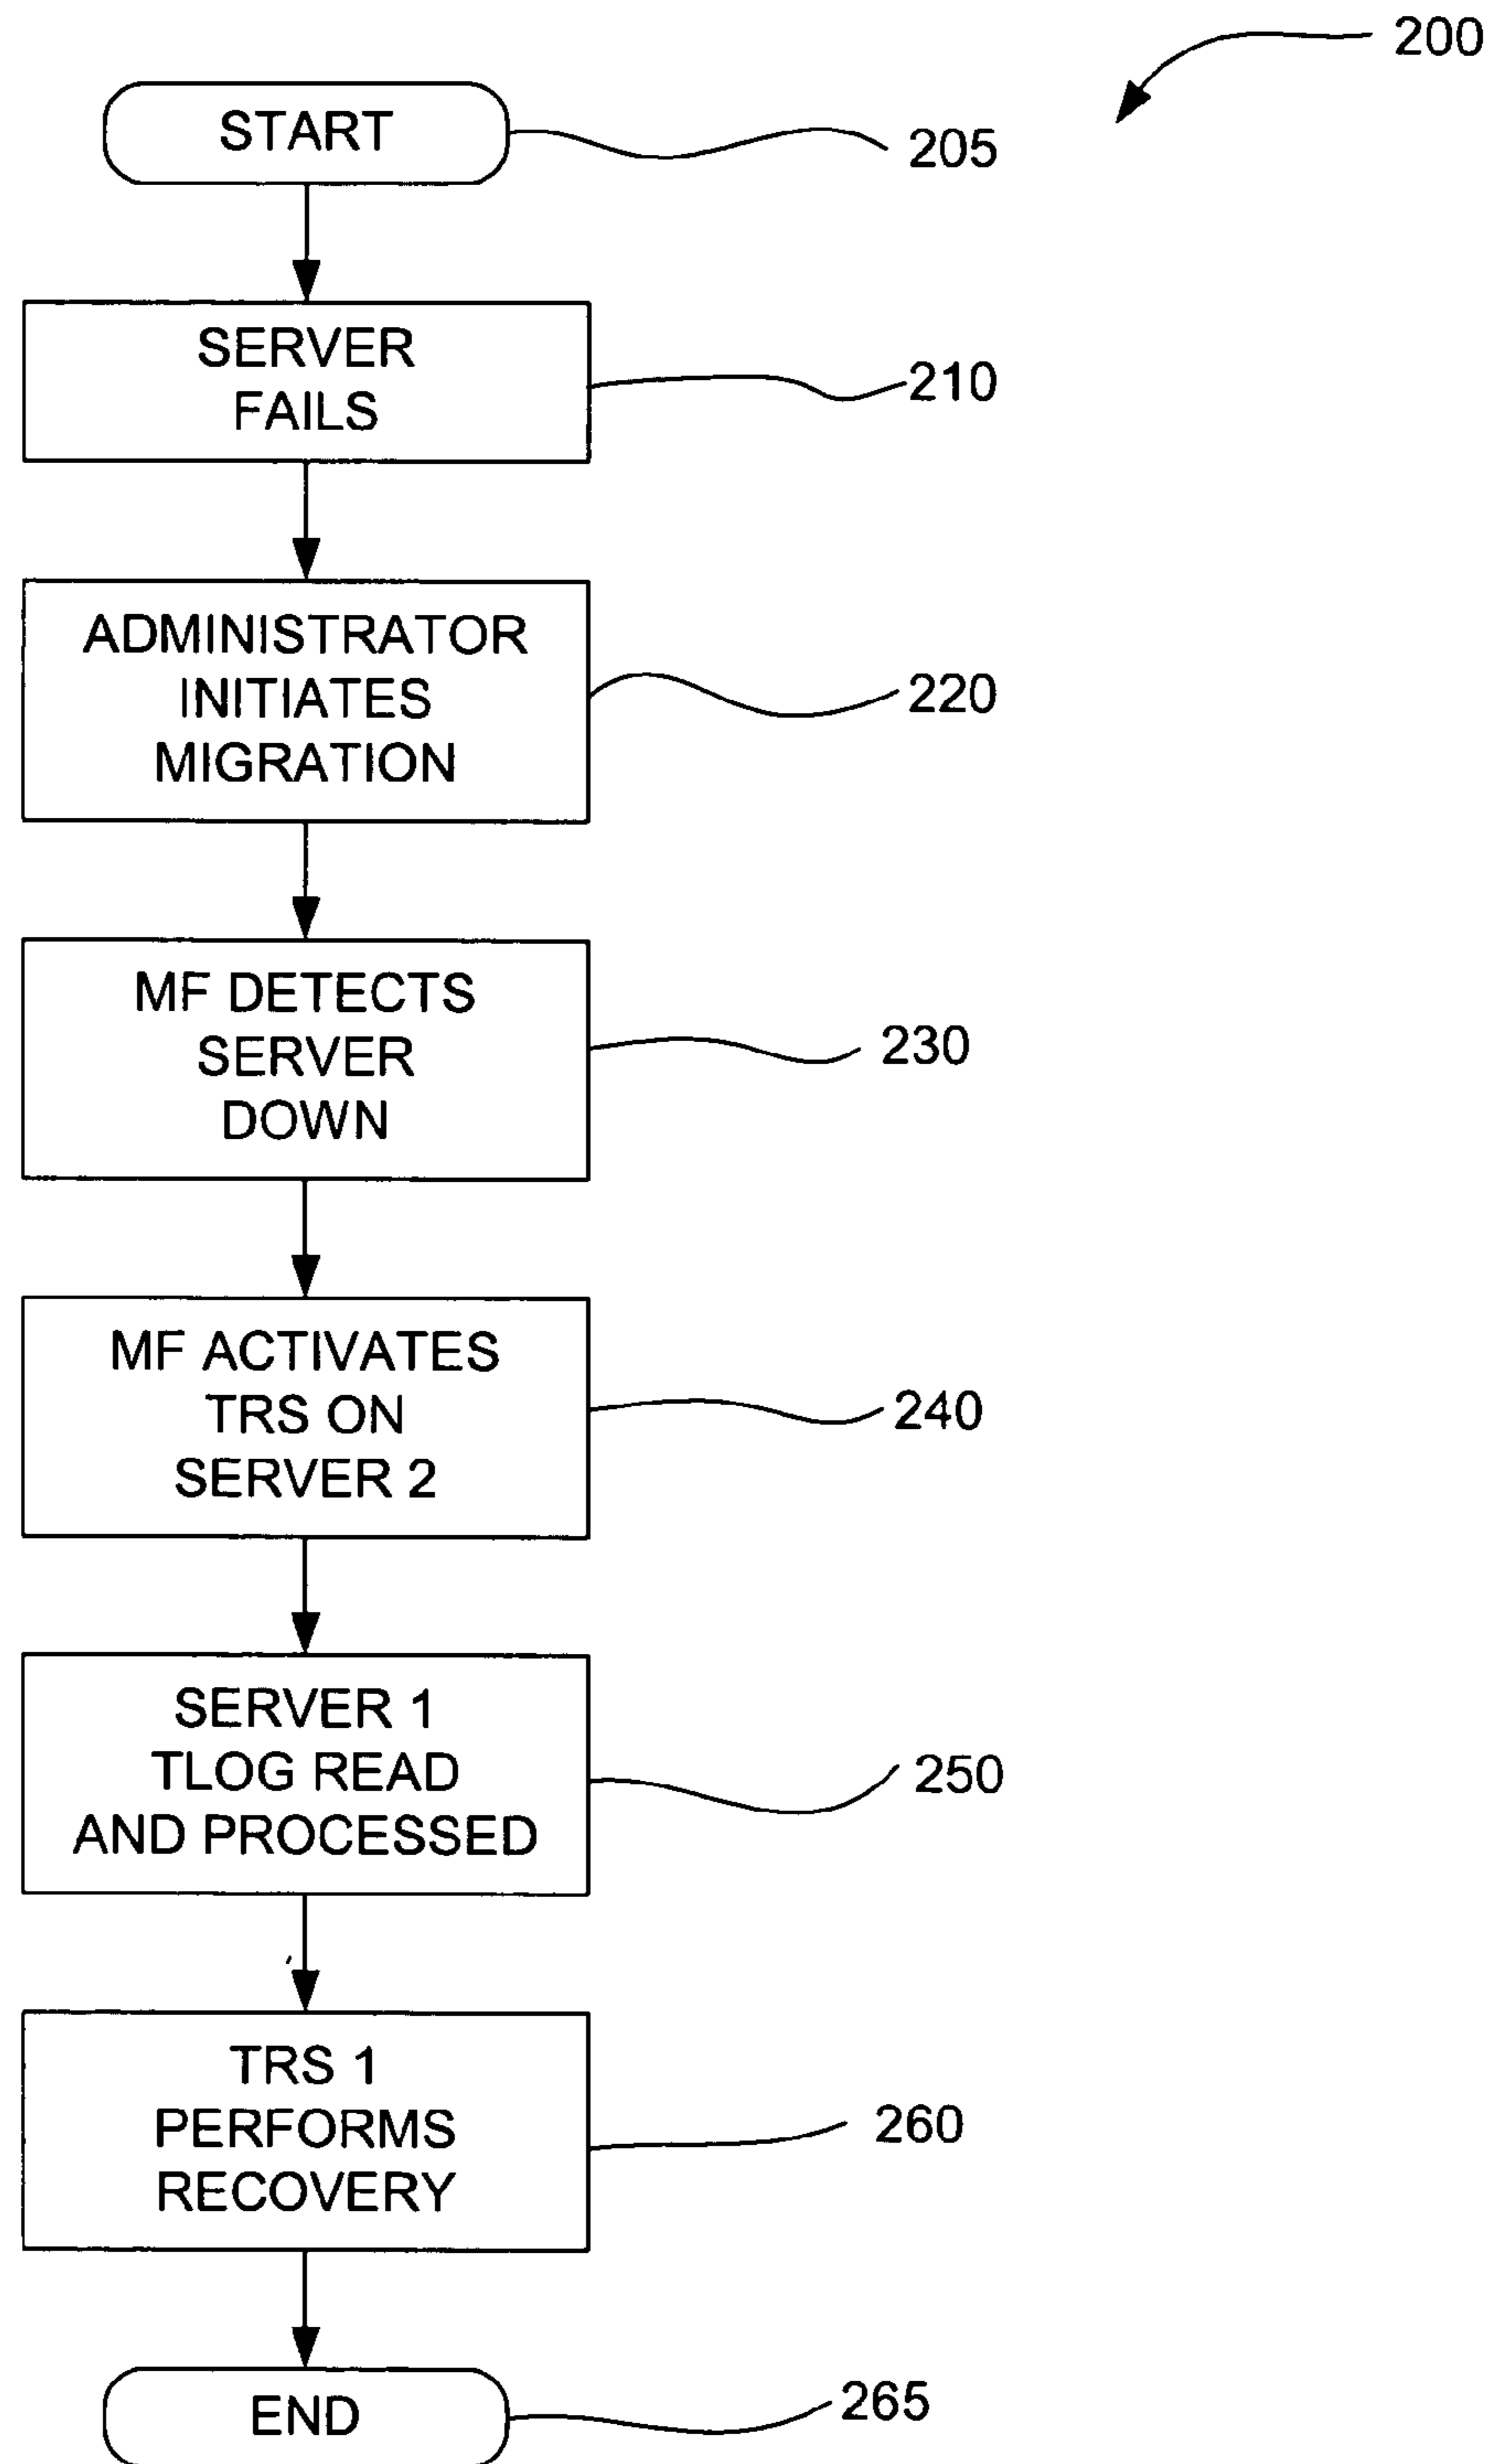 200
START
205
SERVER
FAILS
210
ADMINISTRATOR
INITIATES
MIGRATION
220
MF DETECTS
SERVER
DOWN
230
MF ACTIVATES
TRS ON
SERVER 2
240
SERVER 1
TLOG READ
AND PROCESSED
250
TRS 1
PERFORMS
RECOVERY
260
END
265